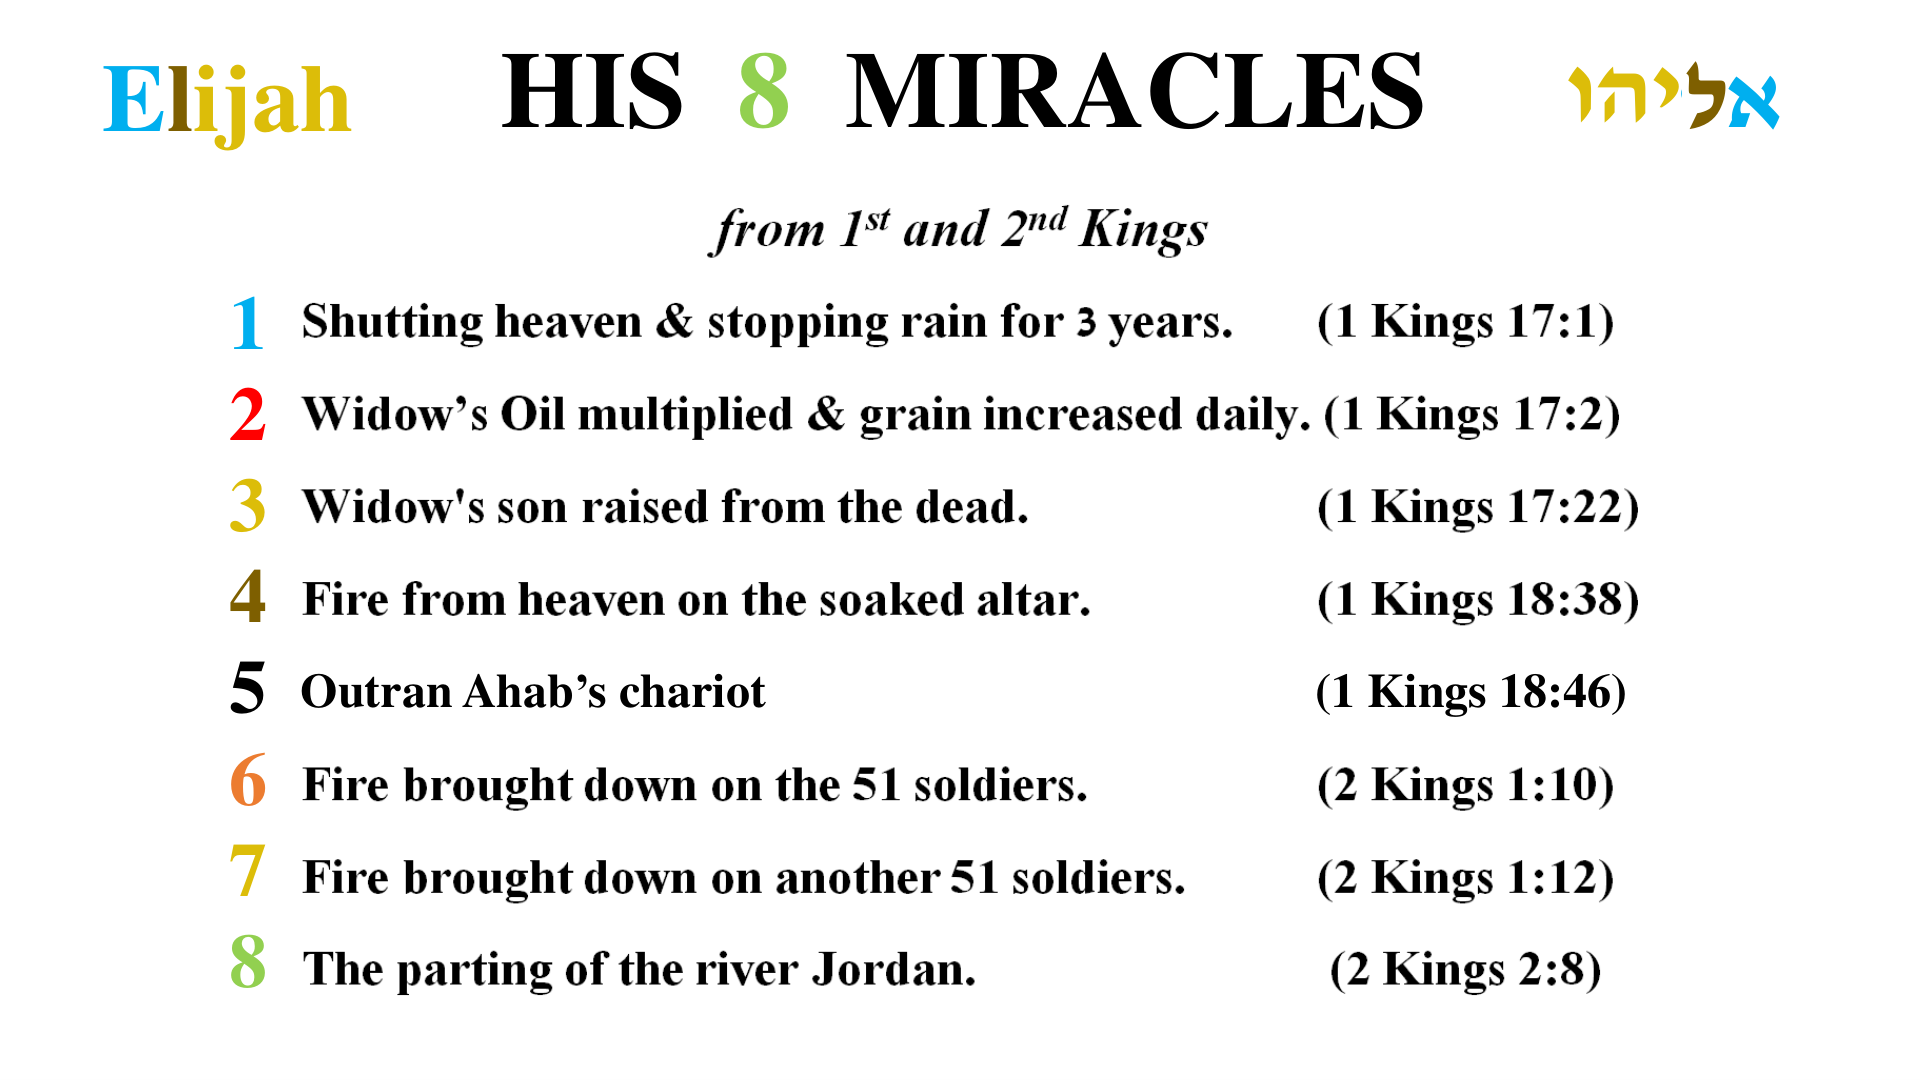 Elijah HIS 8 MIRACLES אליהו
from 1st and 2nd Kings
1 Shutting heaven & stopping rain for 3 years. (1 Kings 17:1)
2 Widow’s Oil multiplied & grain increased daily. (1 Kings 17:2)
3 Widow's son raised from the dead. (1 Kings 17:22)
4 Fire from heaven on the soaked altar. (1 Kings 18:38)
5 Outran Ahab’s chariot (1 Kings 18:46)
6 Fire brought down on the 51 soldiers. (2 Kings 1:10)
7 Fire brought down on another 51 soldiers. (2 Kings 1:12)
8 The parting of the river Jordan. (2 Kings 2:8)